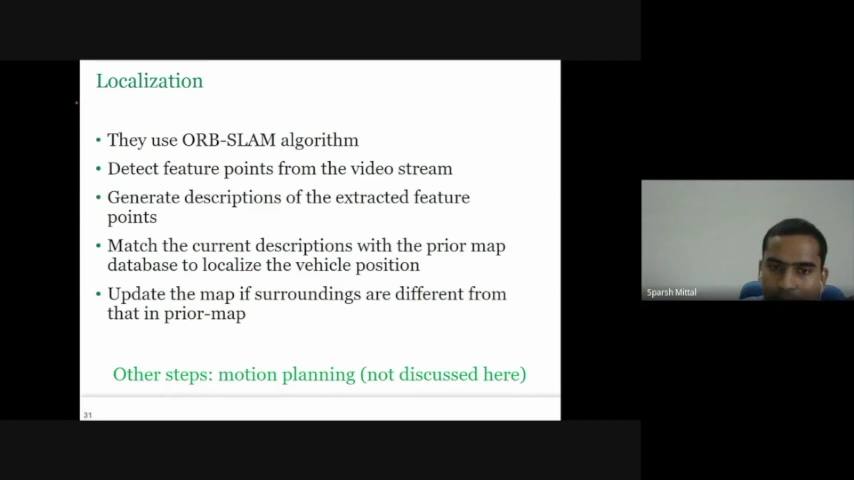 Localization
• They use ORB-SLAM algorithm
• Detect feature points from the video stream
• Generate descriptions of the extracted feature
points
• Match the current descriptions with the prior map
database to localize the vehicle position
• Update the map if surroundings are different from
that in prior-map
Other steps: motion planning (not discussed here)
31
Sparsh Mittal